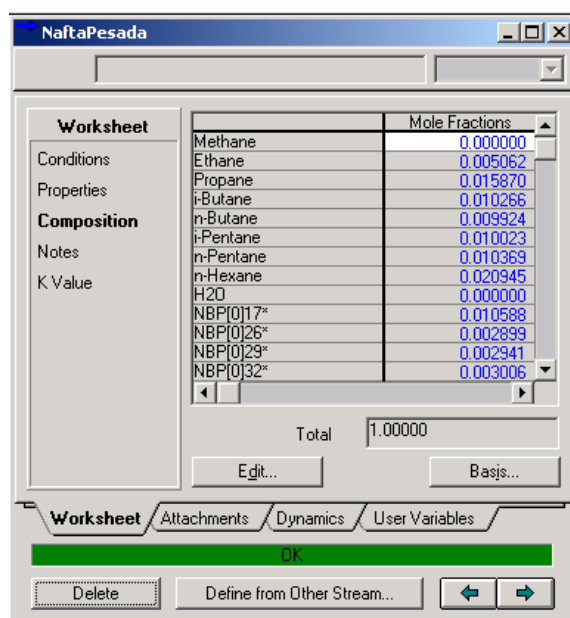 NaftaPesada
Worksheet
Conditions
Properties
Composition
Notes
K Value
Mole Fractions
Methane 0.000000
Ethane 0.005062
Propane 0.015870
i-Butane 0.010266
n-Butane 0.009924
i-Pentane 0.010023
n-Pentane 0.010369
n-Hexane 0.020945
H2O 0.000000
NBP[0]17* 0.010588
NBP[0]26* 0.002899
NBP[0]29* 0.002941
NBP[0]32* 0.003006
Total 1.00000
Edit... Basis...
Worksheet Attachments Dynamics User Variables
OK
Delete Define from Other Stream...